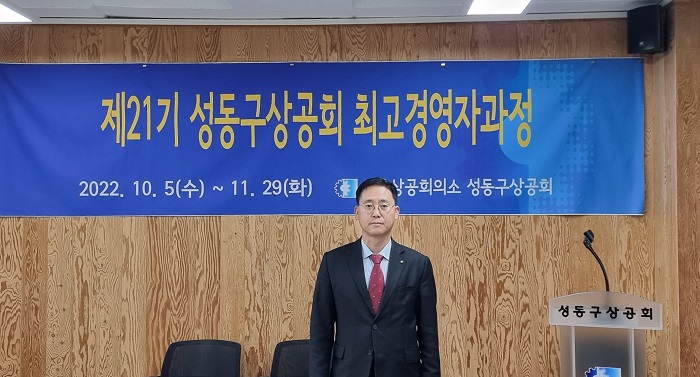 제21기 성동구상공회 최고경영자과정
2022. 10. 5(수) ~ 11. 29(화)
상공회의소 성동구상공회
성동구상공회